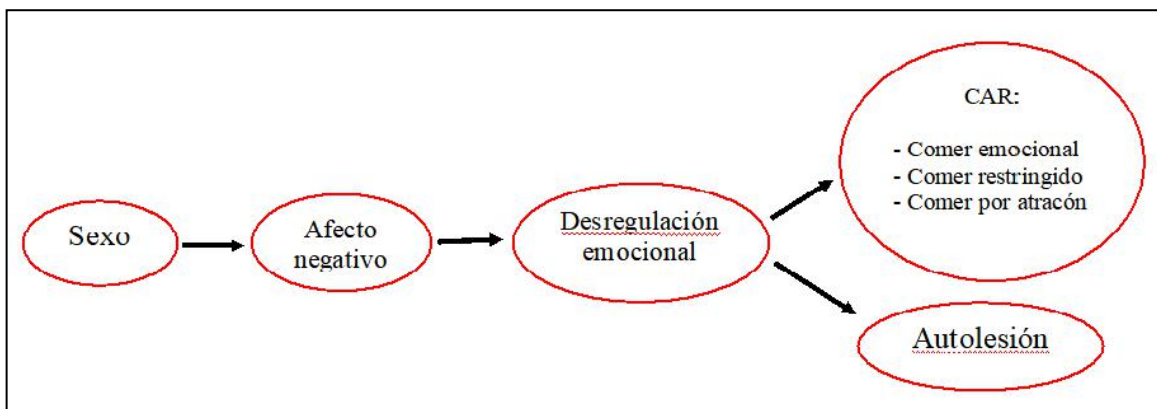 Sexo
Afecto
negativo
Desregulación
emocional
CAR:
- Comer emocional
- Comer restringido
- Comer por atracón
Autolesión